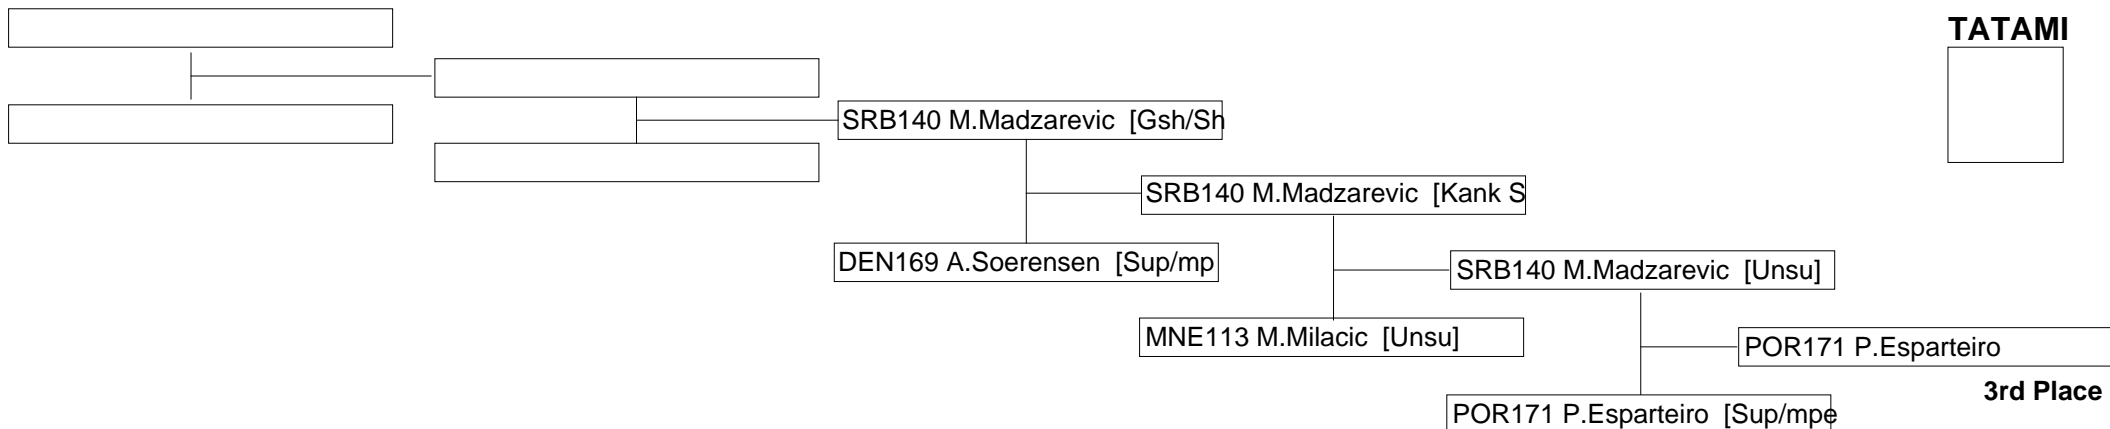 TATAMI
SRB140 M.Madzarevic [Gsh/Sh
SRB140 M.Madzarevic [Kank S
DEN169 A.Soerensen [Sup/mp
SRB140 M.Madzarevic [Unsu]
MNE113 M.Milacic [Unsu]
POR171 P.Esparteiro
3rd Place
POR171 P.Esparteiro [Sup/mpe